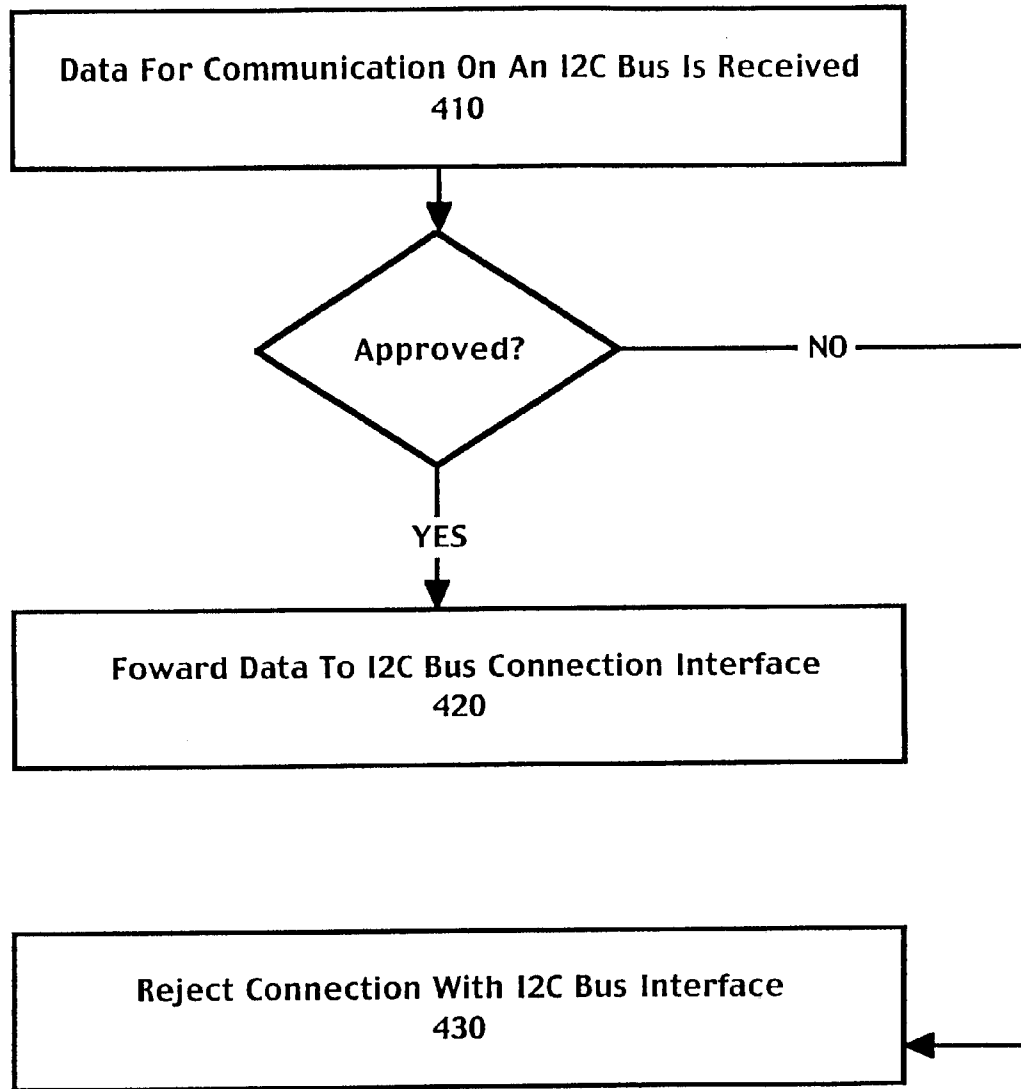 Data For Communication On An I2C Bus Is Received
410
Approved?
NO
YES
Foward Data To I2C Bus Connection Interface
420
Reject Connection With I2C Bus Interface
430